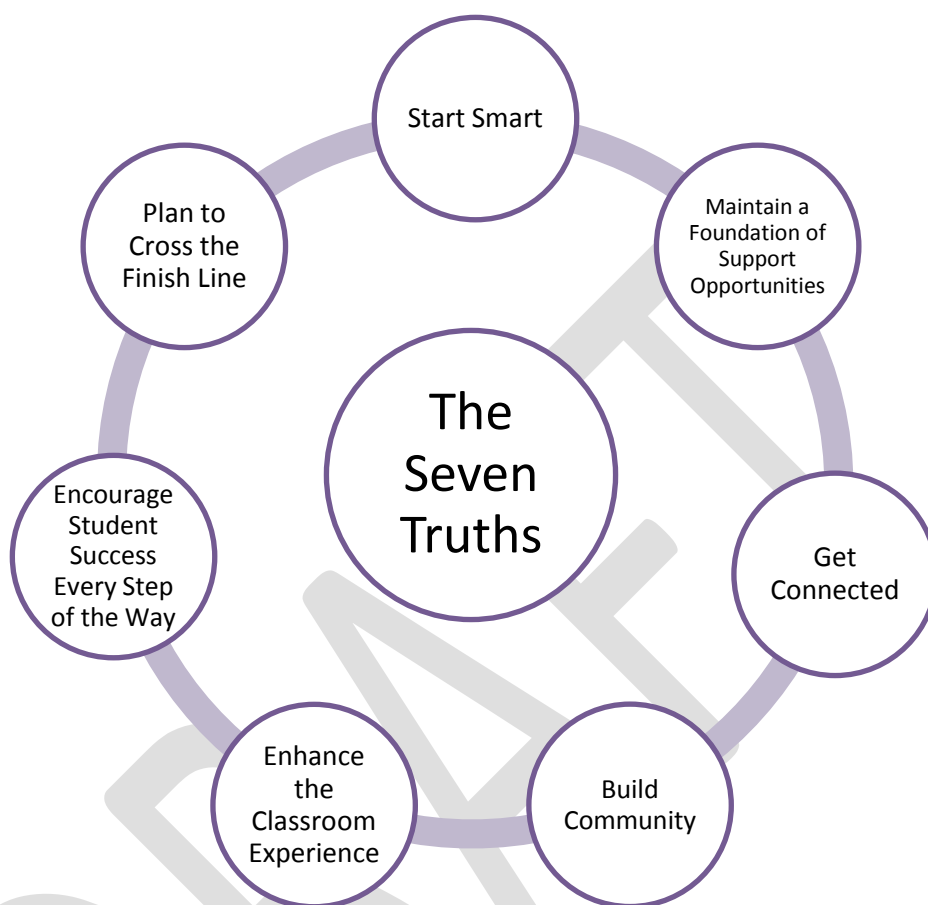 Start Smart
Maintain a
Foundation of
Support
Opportunities
Get
Connected
Build
Community
Enhance
the
Classroom
Experience
Encourage
Student
Success
Every Step
of the Way
Plan to
Cross the
Finish Line
The
Seven
Truths
DRAFT